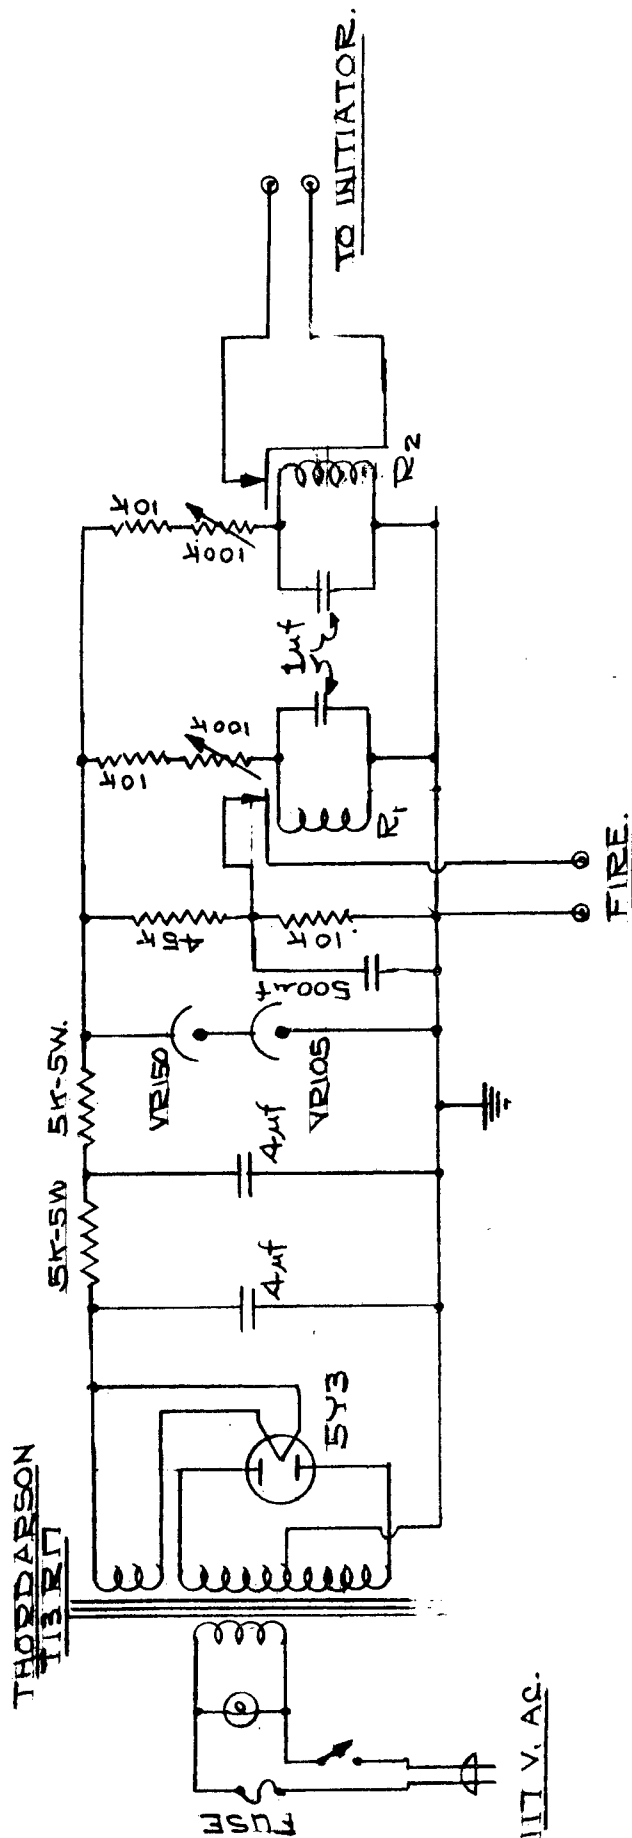 THORDARSON
T13R17
117 V. AC.
FUSE
5Y3
5K-5W
5K-5W.
4µf
4µf
VR150
VR105
500µf
45K
10K
FIRE.
10K
100K
R1
1µf
10K
100K
R2
TO INITIATOR.